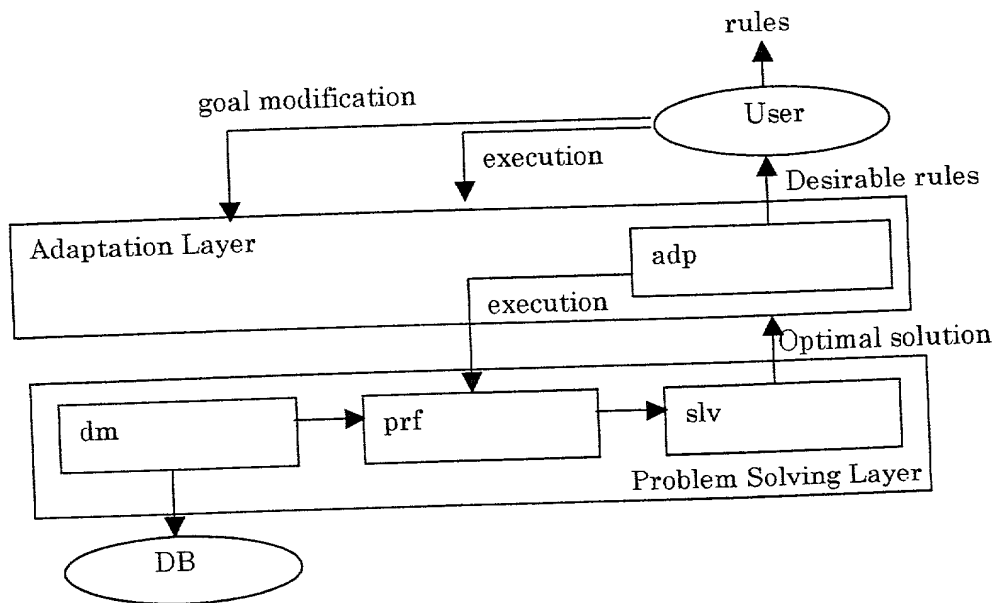 rules
goal modification
User
execution
Desirable rules
Adaptation Layer
adp
execution
Optimal solution
dm
prf
slv
Problem Solving Layer
DB